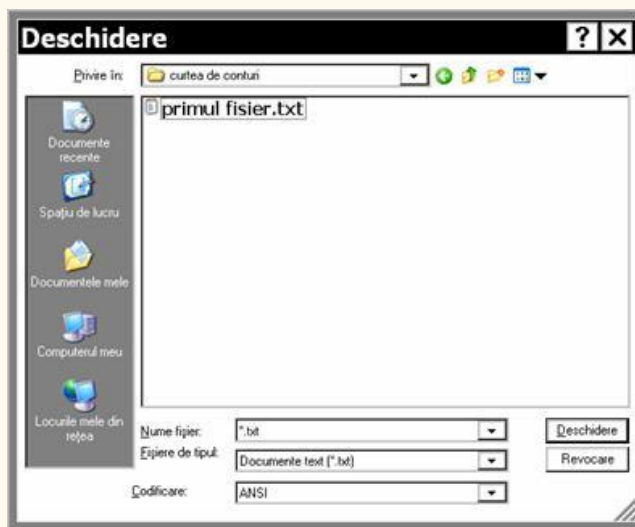 Deschidere
Privire în: curtea de conturi
primul fisier.txt
Documente
recente
Spațiu de lucru
Documentele mele
Computerul meu
Locurile mele din
rețea
Nume fișier: *.txt Deschidere
Fișiere de tipul: Documente text (*.txt) Revocare
Codificare: ANSI